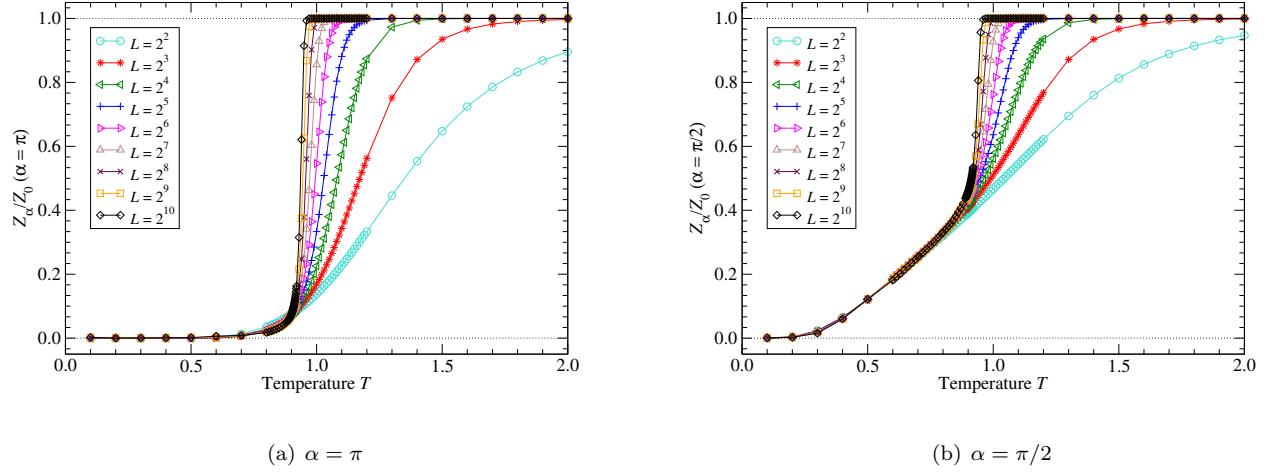 Z_α/Z_0 (α = π)
1.0
0.8
0.6
0.4
0.2
0.0
L = 2^2
L = 2^3
L = 2^4
L = 2^5
L = 2^6
L = 2^7
L = 2^8
L = 2^9
L = 2^10
0.0 0.5 1.0 1.5 2.0
Temperature T
(a) α = π
Z_α/Z_0 (α = π/2)
1.0
0.8
0.6
0.4
0.2
0.0
L = 2^2
L = 2^3
L = 2^4
L = 2^5
L = 2^6
L = 2^7
L = 2^8
L = 2^9
L = 2^10
0.0 0.5 1.0 1.5 2.0
Temperature T
(b) α = π/2